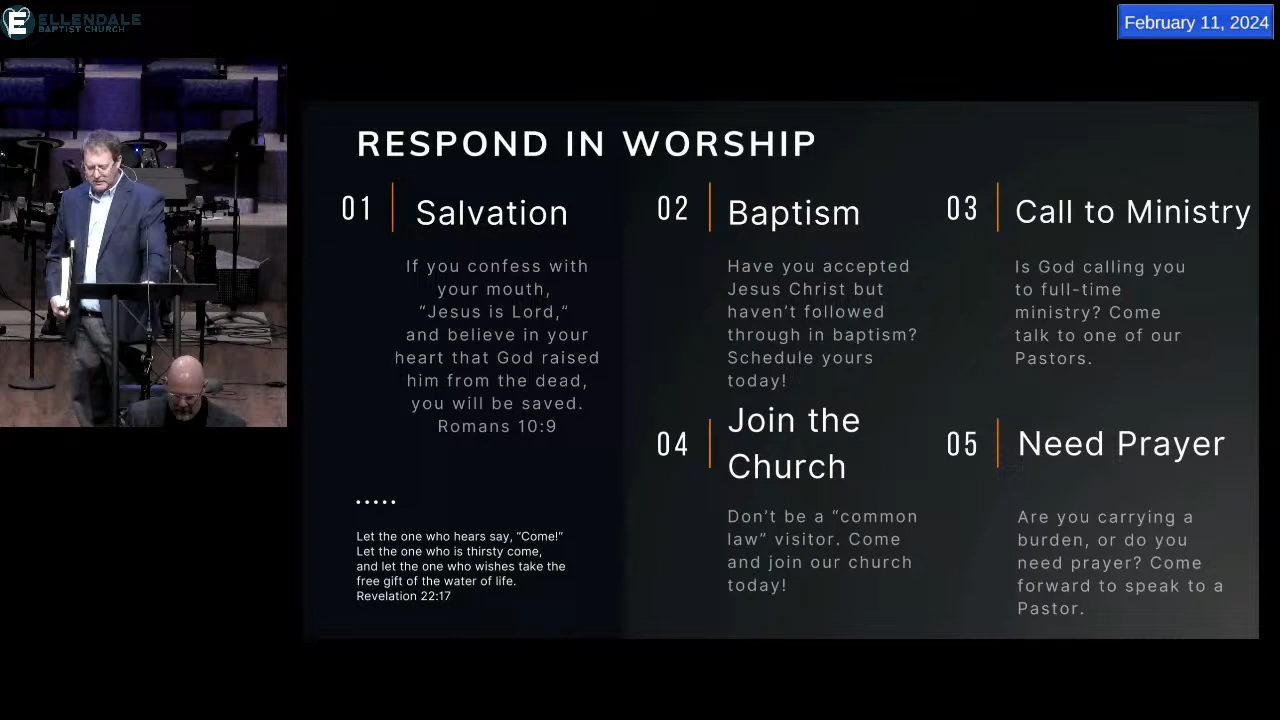 ELLENDALE
BAPTIST CHURCH
February 11, 2024
RESPOND IN WORSHIP
01
Salvation
If you confess with
your mouth,
“Jesus is Lord,”
and believe in your
heart that God raised
him from the dead,
you will be saved.
Romans 10:9
.....
Let the one who hears say, “Come!”
Let the one who is thirsty come,
and let the one who wishes take the
free gift of the water of life.
Revelation 22:17
02
Baptism
Have you accepted
Jesus Christ but
haven’t followed
through in baptism?
Schedule yours
today!
03
Call to Ministry
Is God calling you
to full-time
ministry? Come
talk to one of our
Pastors.
04
Join the
Church
Don’t be a “common
law” visitor. Come
and join our church
today!
05
Need Prayer
Are you carrying a
burden, or do you
need prayer? Come
forward to speak to a
Pastor.